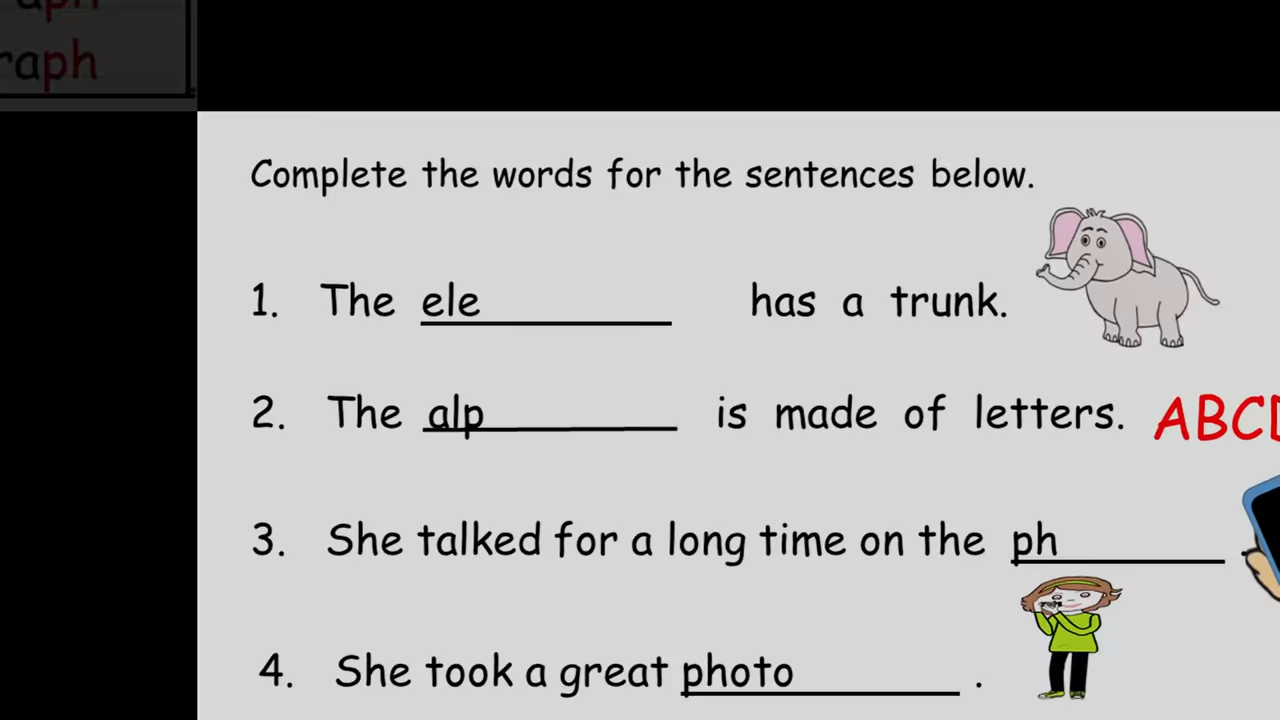 raph
Complete the words for the sentences below.
1. The ele has a trunk.
2. The alp is made of letters. ABC
3. She talked for a long time on the ph
4. She took a great photo .